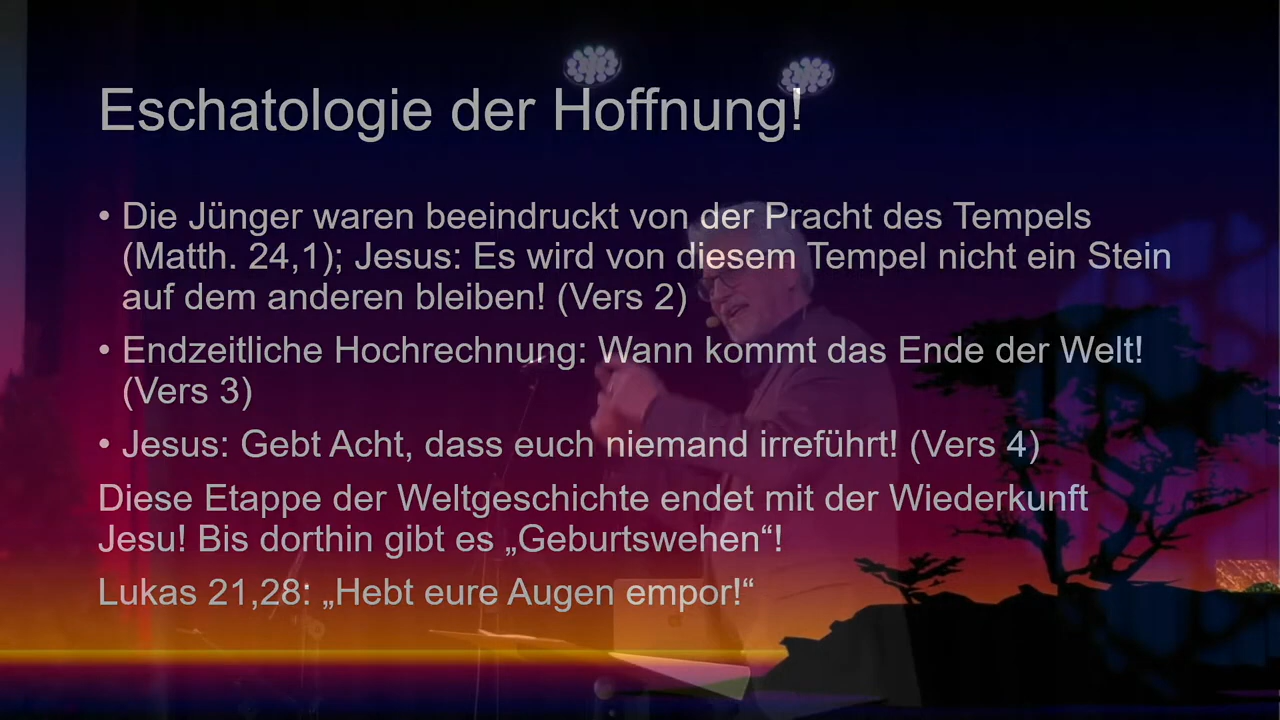 Eschatologie der Hoffnung!
• Die Jünger waren beeindruckt von der Pracht des Tempels
(Matth. 24,1); Jesus: Es wird von diesem Tempel nicht ein Stein
auf dem anderen bleiben! (Vers 2)
• Endzeitliche Hochrechnung: Wann kommt das Ende der Welt!
(Vers 3)
• Jesus: Gebt Acht, dass euch niemand irreführt! (Vers 4)
Diese Etappe der Weltgeschichte endet mit der Wiederkunft
Jesu! Bis dorthin gibt es „Geburtswehen“!
Lukas 21,28: „Hebt eure Augen empor!“